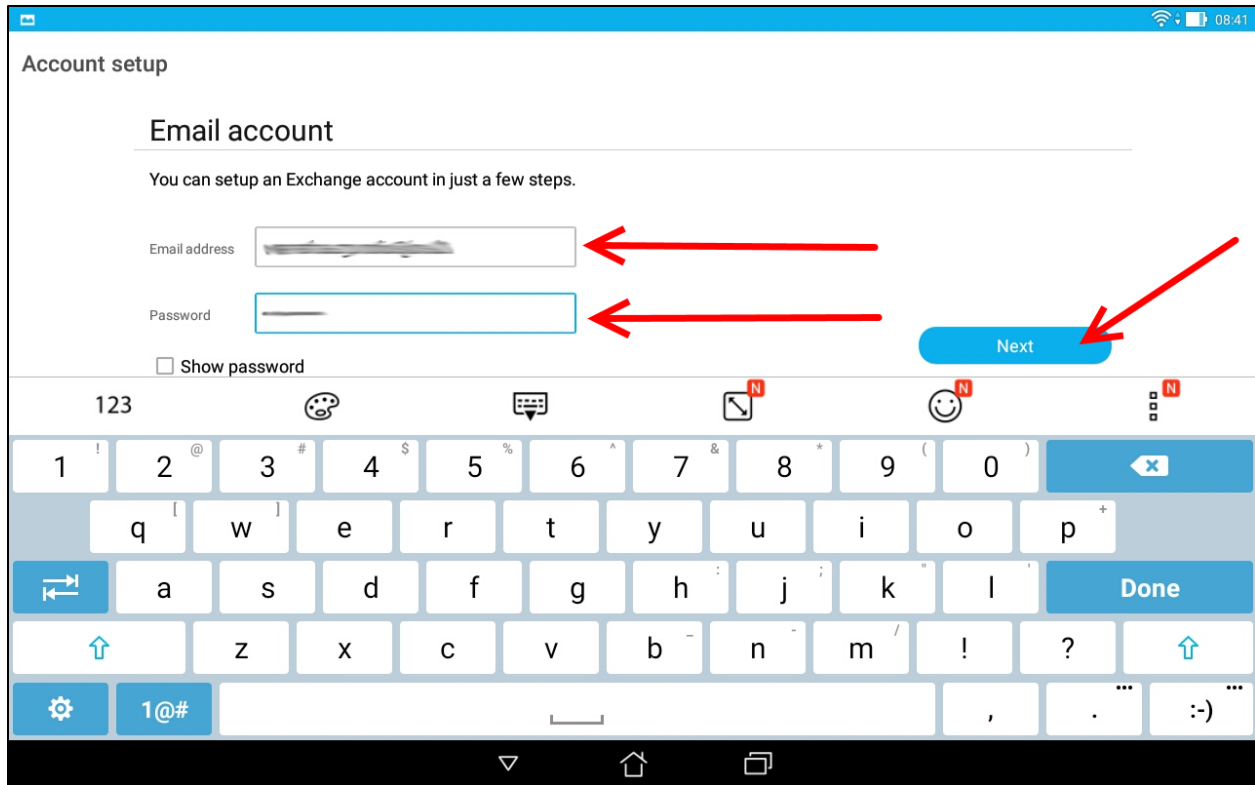 08:41
Account setup
Email account
You can setup an Exchange account in just a few steps.
Email address
Password
Next
Show password
123 N N N
1 ! 2 @ 3 # 4 $ 5 % 6 ^ 7 & 8 * 9 ( 0 )
q [ w ] e r t y u i o p +
a s d f g h : j ; k " l ' Done
z x c v b _ n - m / ! ?
1@# , . ••• :-) •••